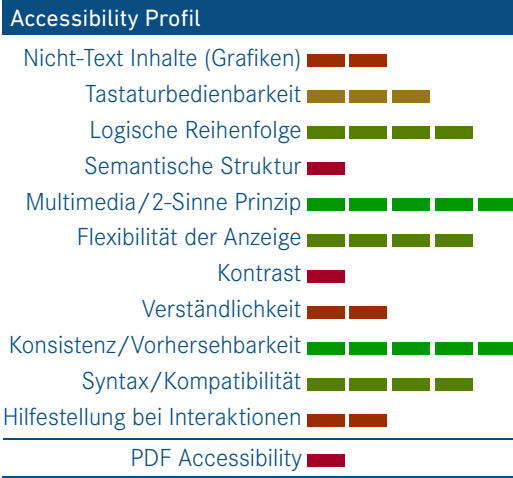 Accessibility Profil
Nicht-Text Inhalte (Grafiken)
Tastaturbedienbarkeit
Logische Reihenfolge
Semantische Struktur
Multimedia/2-Sinne Prinzip
Flexibilität der Anzeige
Kontrast
Verständlichkeit
Konsistenz/Vorhersehbarkeit
Syntax/Kompatibilität
Hilfestellung bei Interaktionen
PDF Accessibility